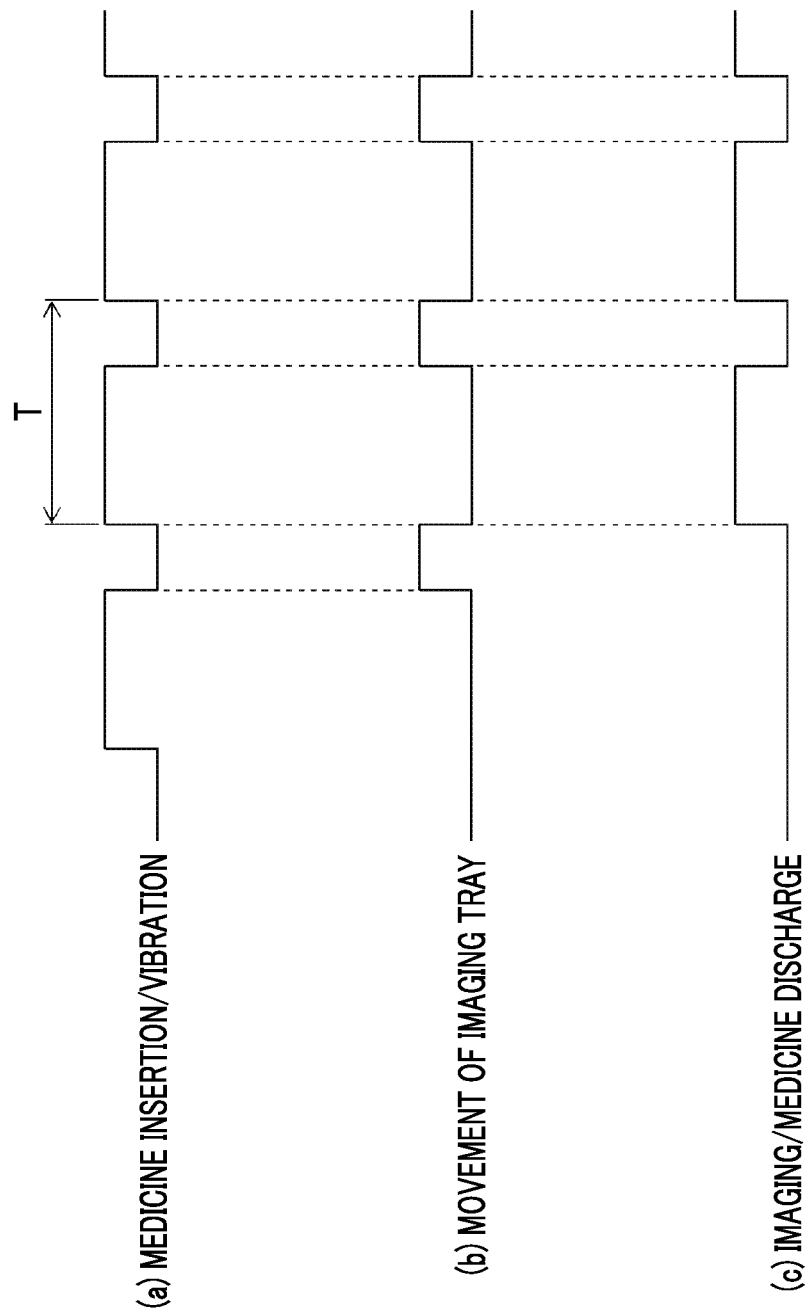 T
(a) MEDICINE INSERTION/VIBRATION
(b) MOVEMENT OF IMAGING TRAY
(c) IMAGING/MEDICINE DISCHARGE